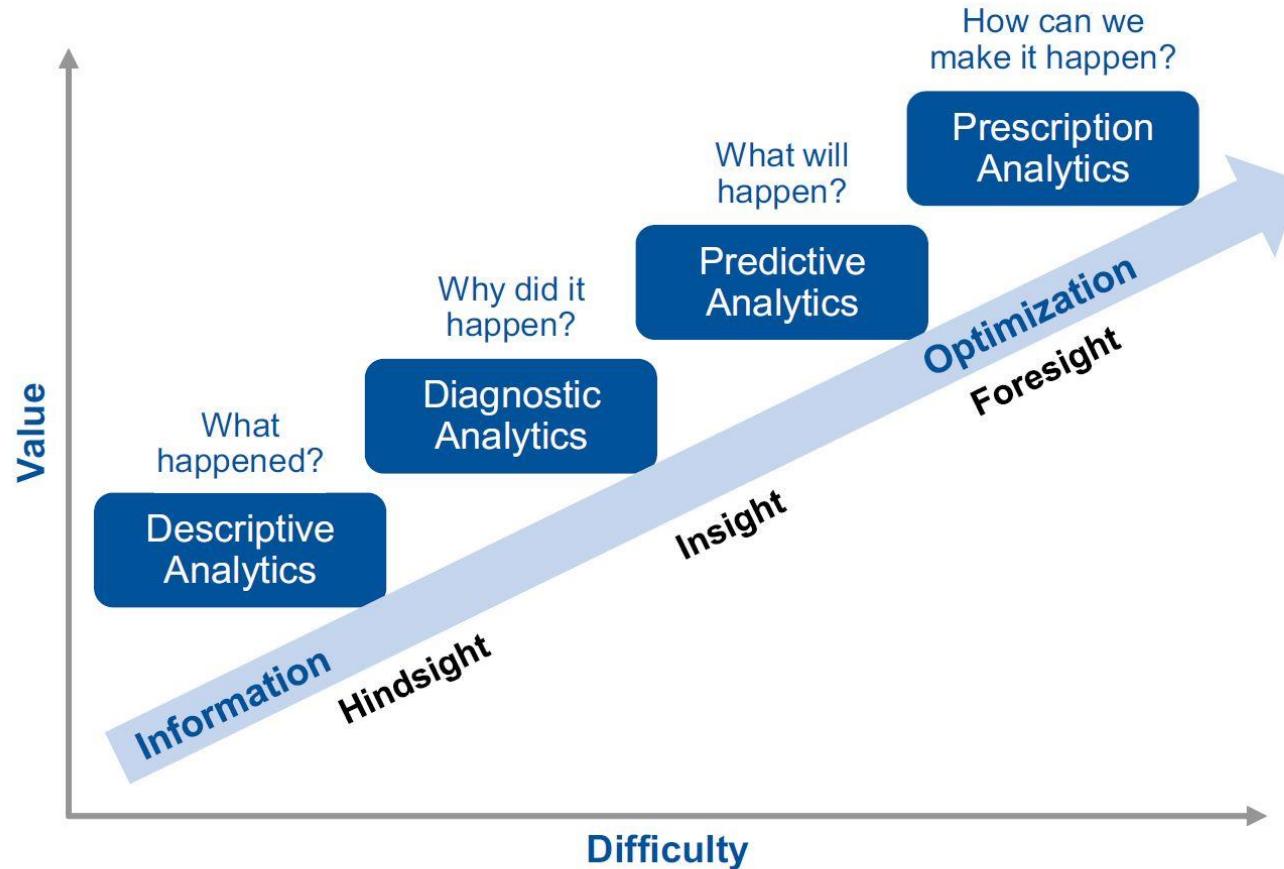 How can we
make it happen?
Prescription
Analytics
What will
happen?
Predictive
Analytics
Why did it
happen?
Diagnostic
Analytics
What
happened?
Descriptive
Analytics
Value
Information
Optimization
Hindsight
Insight
Foresight
Difficulty